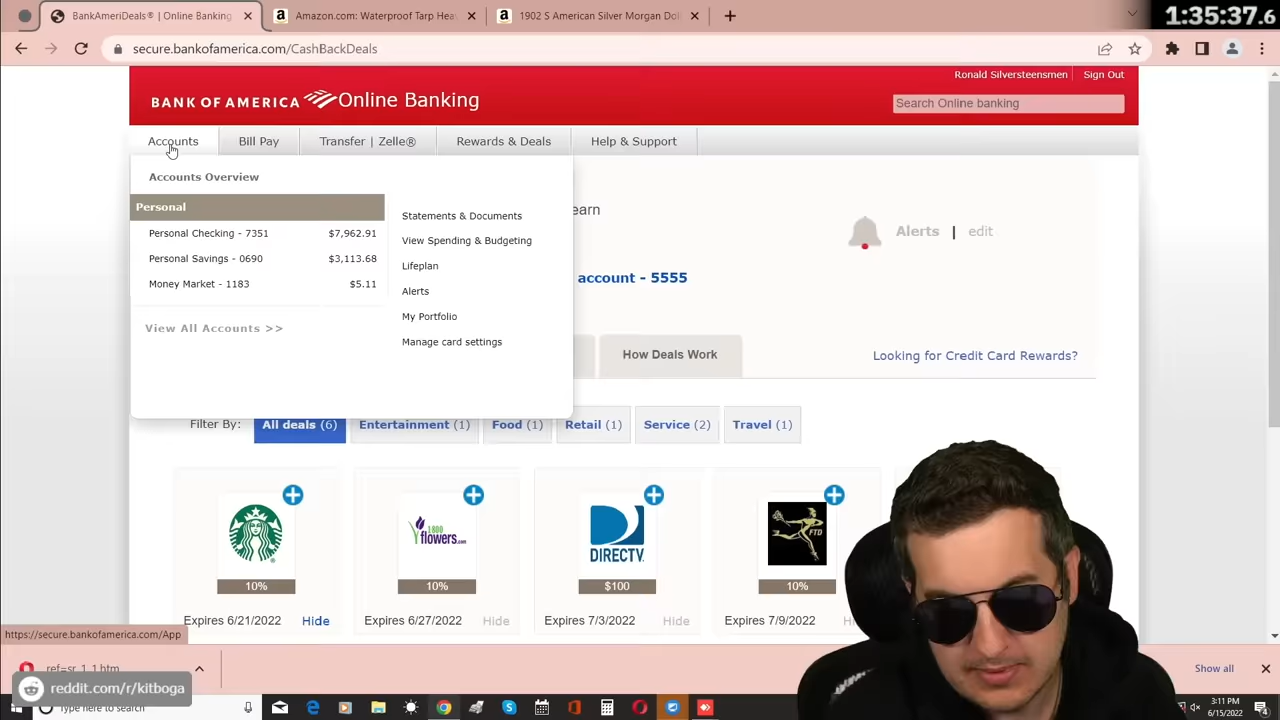 BankAmeriDeals® | Online Banking
Amazon.com: Waterproof Tarp Hea
1902 S American Silver Morgan Dol
1:35:37.6
secure.bankofamerica.com/CashBackDeals
Ronald Silversteensmen
Sign Out
BANK OF AMERICA Online Banking
Search Online banking
Accounts
Bill Pay
Transfer | Zelle®
Rewards & Deals
Help & Support
Accounts Overview
Personal
Personal Checking - 7351 $7,962.91
Personal Savings - 0690 $3,113.68
Money Market - 1183 $5.11
View All Accounts >>
Statements & Documents
View Spending & Budgeting
Lifeplan
Alerts
My Portfolio
Manage card settings
earn
Alerts | edit
account - 5555
How Deals Work
Looking for Credit Card Rewards?
Filter By:
All deals (6)
Entertainment (1)
Food (1)
Retail (1)
Service (2)
Travel (1)
1800
flowers.com
DIRECTV
FTD
10%
10%
$100
10%
Expires 6/21/2022 Hide
Expires 6/27/2022 Hide
Expires 7/3/2022 Hide
Expires 7/9/2022
https://secure.bankofamerica.com/App
ref=sr_1_1.htm
Show all
reddit.com/r/kitboga
Type here to search
3:11 PM
6/15/2022